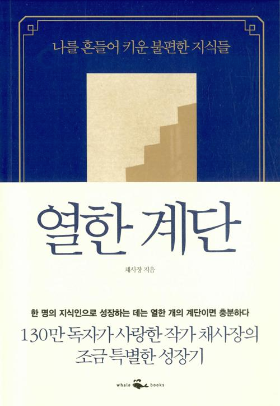 나를 흔들어 키운 불편한 지식들
열한 계단
채사장 지음
한 명의 지식인으로 성장하는 데는 열한 개의 계단이면 충분하다
130만 독자가 사랑한 작가 채사장의
조금 특별한 성장기
whale books